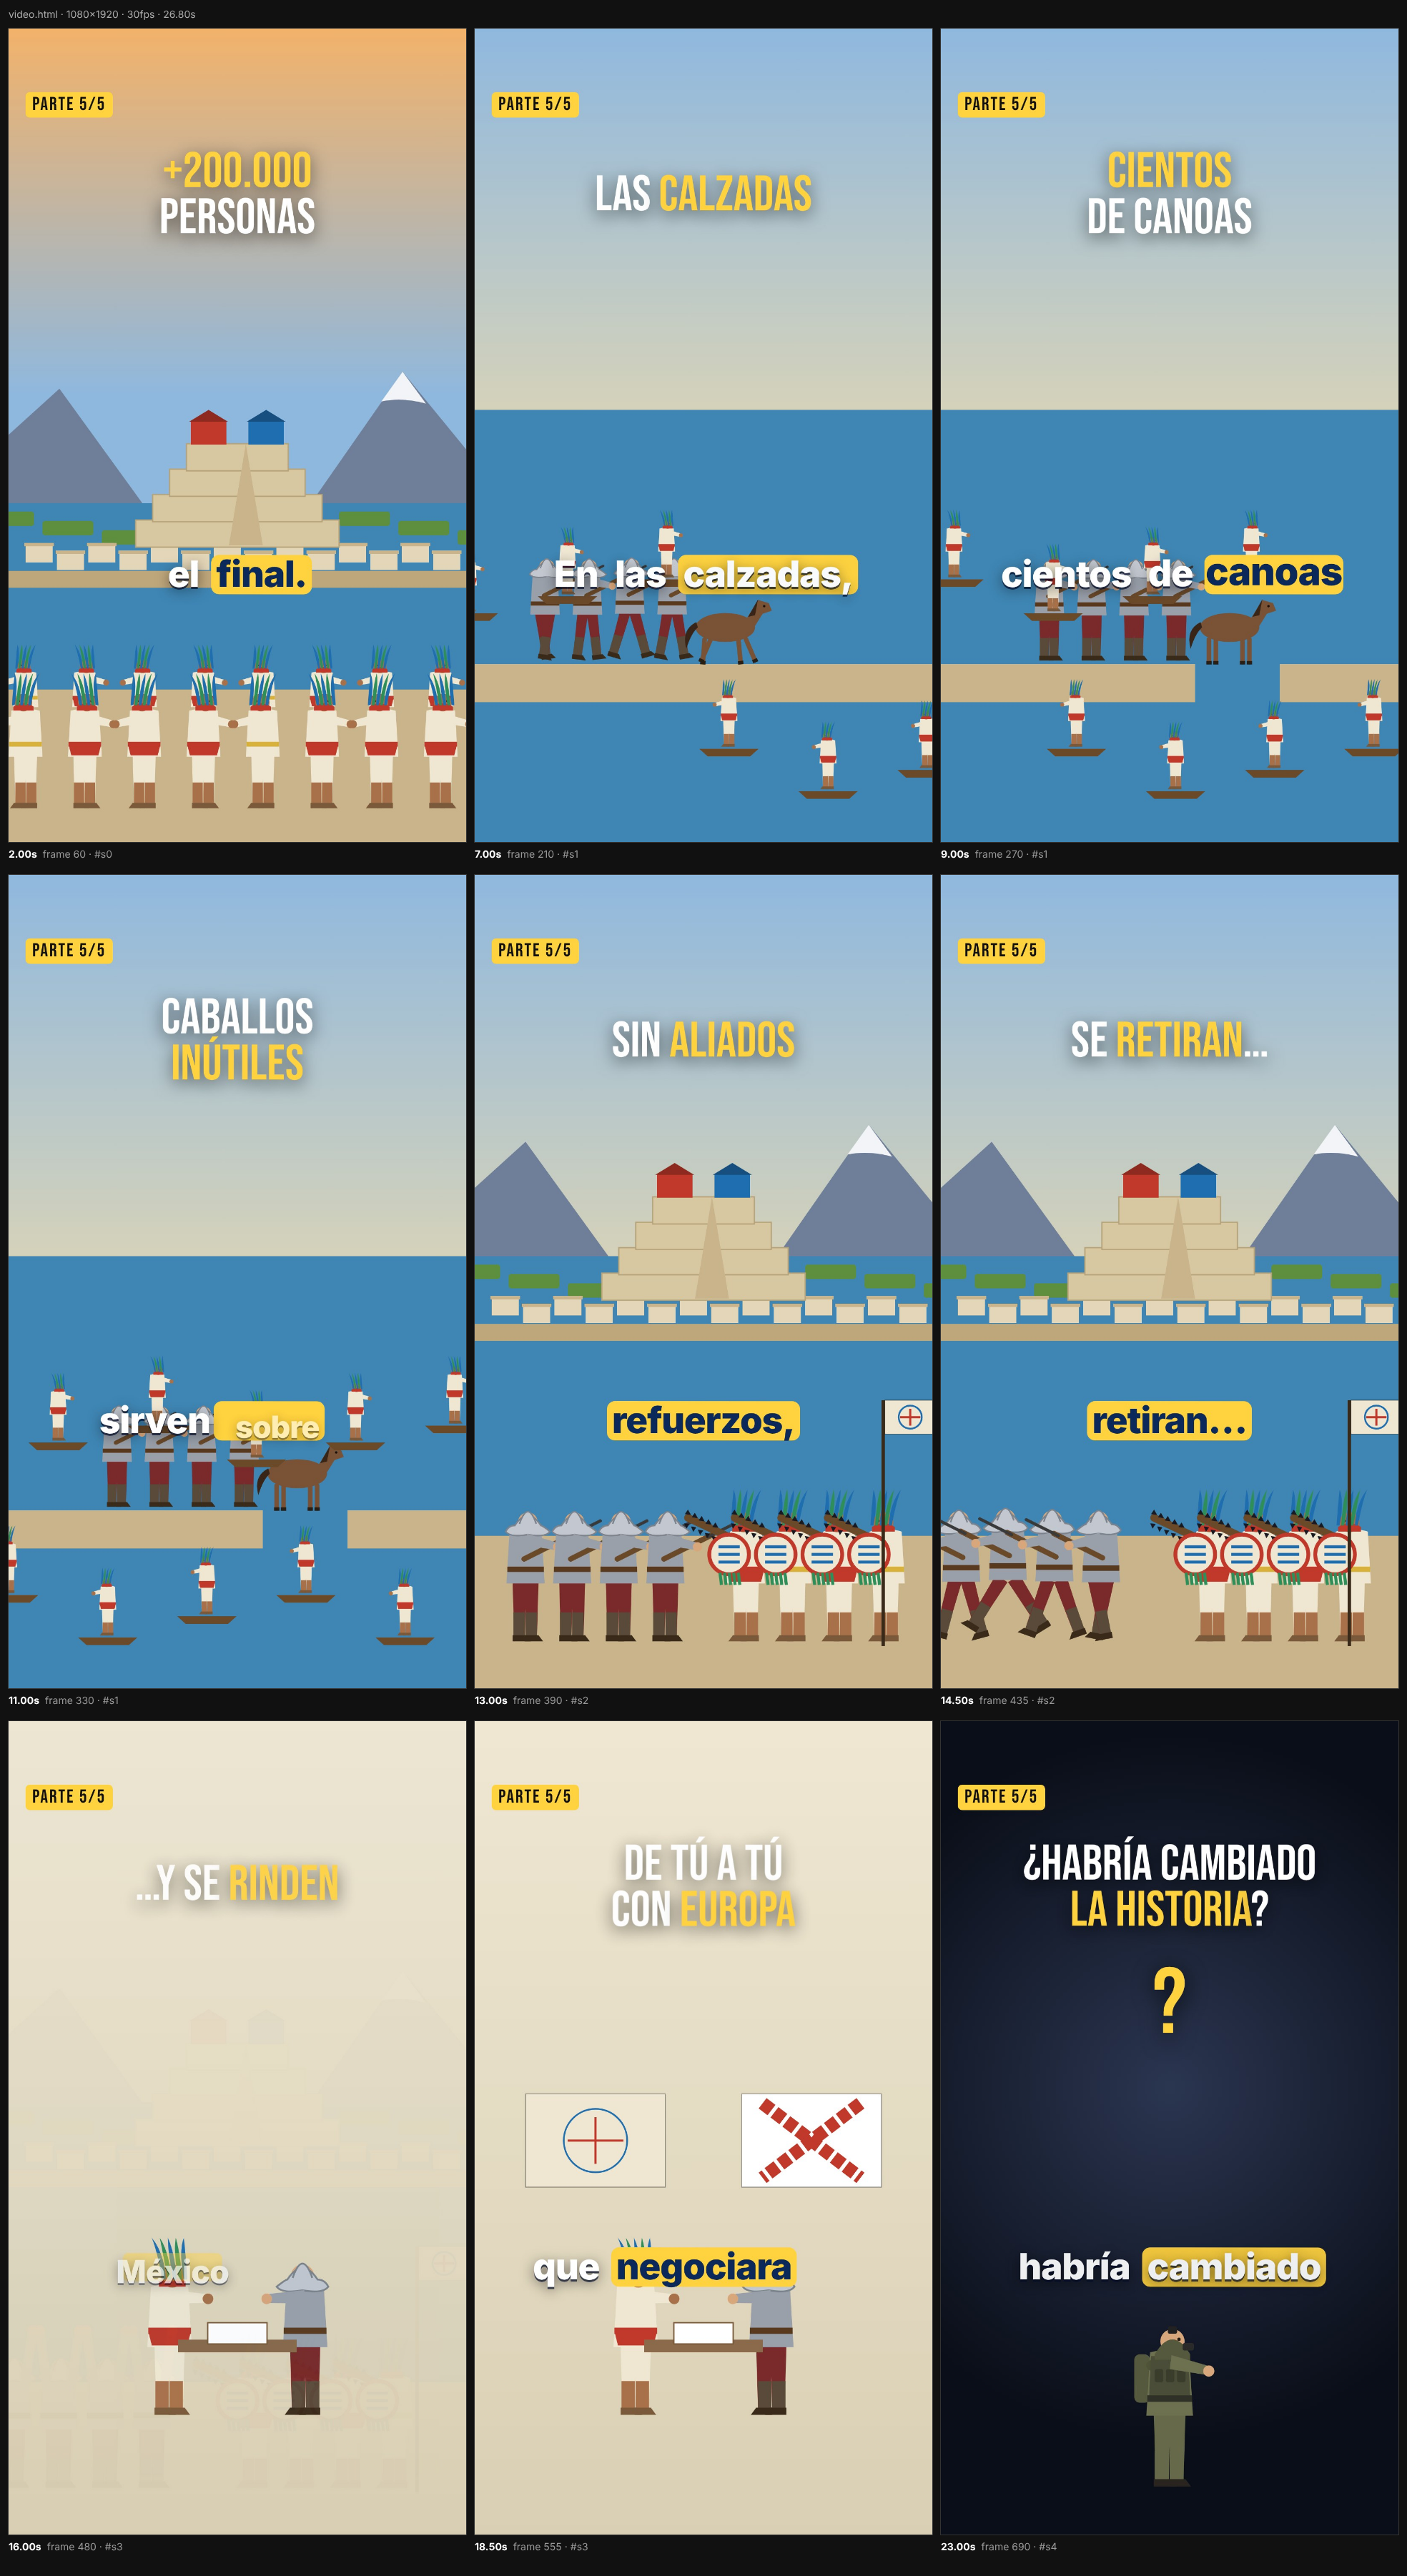 video.html · 1080×1920 · 30fps · 26.80s
PARTE 5/5
+200.000
PERSONAS
el final.
2.00s frame 60 · #s0
PARTE 5/5
LAS CALZADAS
En las calzadas,
7.00s frame 210 · #s1
PARTE 5/5
CIENTOS
DE CANOAS
cientos de canoas
9.00s frame 270 · #s1
PARTE 5/5
CABALLOS
INÚTILES
sirven sobre
11.00s frame 330 · #s1
PARTE 5/5
SIN ALIADOS
refuerzos,
13.00s frame 390 · #s2
PARTE 5/5
SE RETIRAN...
retiran...
14.50s frame 435 · #s2
PARTE 5/5
...Y SE RINDEN
México
16.00s frame 480 · #s3
PARTE 5/5
DE TÚ A TÚ
CON EUROPA
que negociara
18.50s frame 555 · #s3
PARTE 5/5
¿HABRÍA CAMBIADO
LA HISTORIA?
?
habría cambiado
23.00s frame 690 · #s4